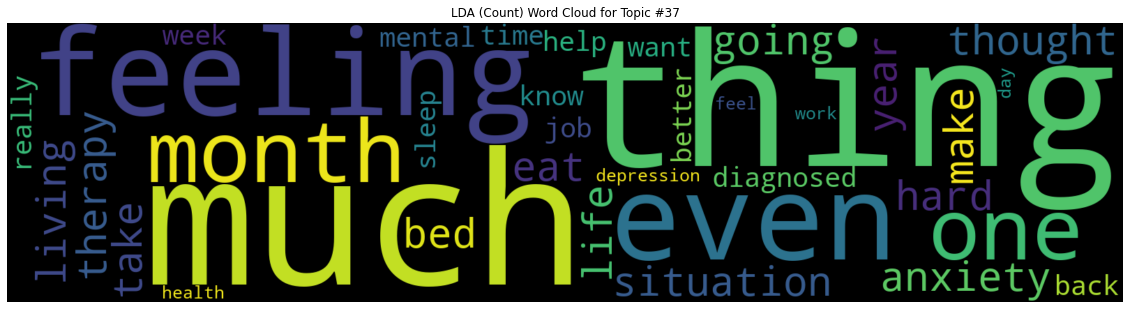 LDA (Count) Word Cloud for Topic #37
week
mental
time
help
want
going
thought
feeling
thing
really
know
sleep
job
better
feel
work
year
day
make
living
therapy
month
eat
depression
diagnosed
hard
take
much
bed
life
even
one
situation
anxiety
back
health